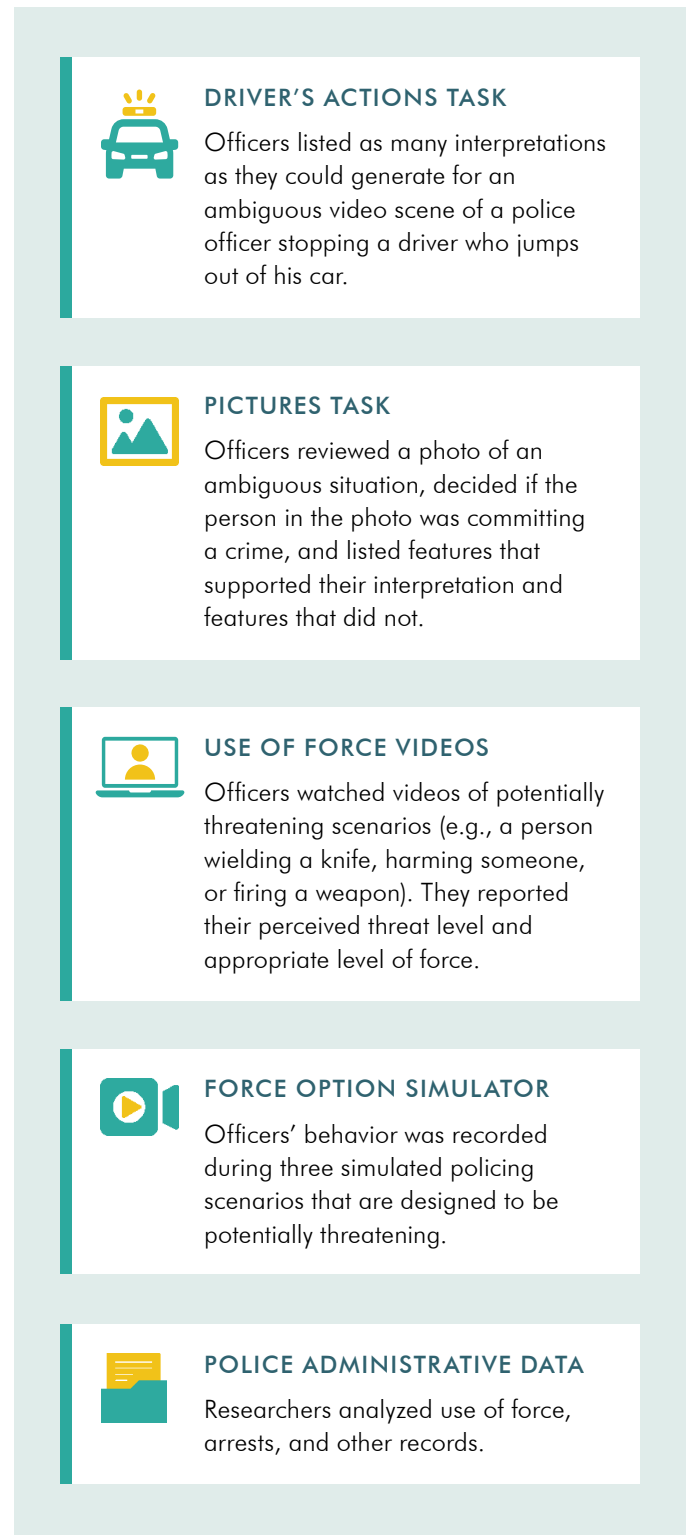 DRIVER’S ACTIONS TASK
Officers listed as many interpretations
as they could generate for an
ambiguous video scene of a police
officer stopping a driver who jumps
out of his car.
PICTURES TASK
Officers reviewed a photo of an
ambiguous situation, decided if the
person in the photo was committing
a crime, and listed features that
supported their interpretation and
features that did not.
USE OF FORCE VIDEOS
Officers watched videos of potentially
threatening scenarios (e.g., a person
wielding a knife, harming someone,
or firing a weapon). They reported
their perceived threat level and
appropriate level of force.
FORCE OPTION SIMULATOR
Officers’ behavior was recorded
during three simulated policing
scenarios that are designed to be
potentially threatening.
POLICE ADMINISTRATIVE DATA
Researchers analyzed use of force,
arrests, and other records.